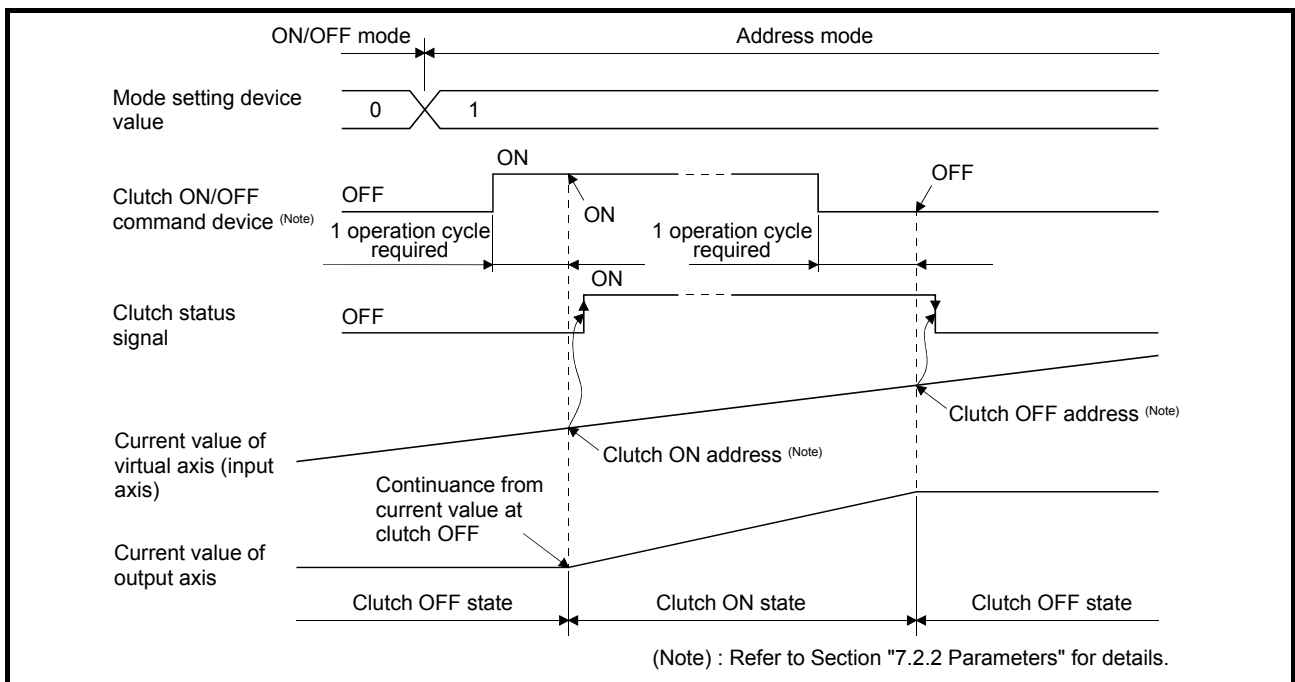 ON/OFF mode
Address mode
Mode setting device
value
0
1
ON
OFF
Clutch ON/OFF
command device (Note)
OFF
ON
1 operation cycle
required
1 operation cycle
required
ON
Clutch status
signal
OFF
Clutch OFF address (Note)
Current value of
virtual axis (input
axis)
Clutch ON address (Note)
Continuance from
current value at
clutch OFF
Current value of
output axis
Clutch OFF state
Clutch ON state
Clutch OFF state
(Note) : Refer to Section "7.2.2 Parameters" for details.